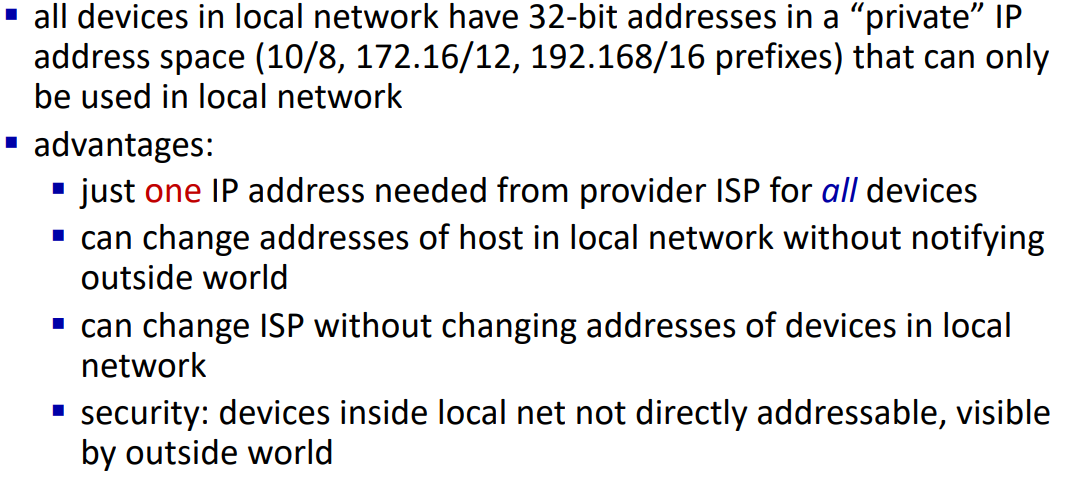 ▪ all devices in local network have 32-bit addresses in a “private” IP
address space (10/8, 172.16/12, 192.168/16 prefixes) that can only
be used in local network
▪ advantages:
▪ just one IP address needed from provider ISP for all devices
▪ can change addresses of host in local network without notifying
outside world
▪ can change ISP without changing addresses of devices in local
network
▪ security: devices inside local net not directly addressable, visible
by outside world